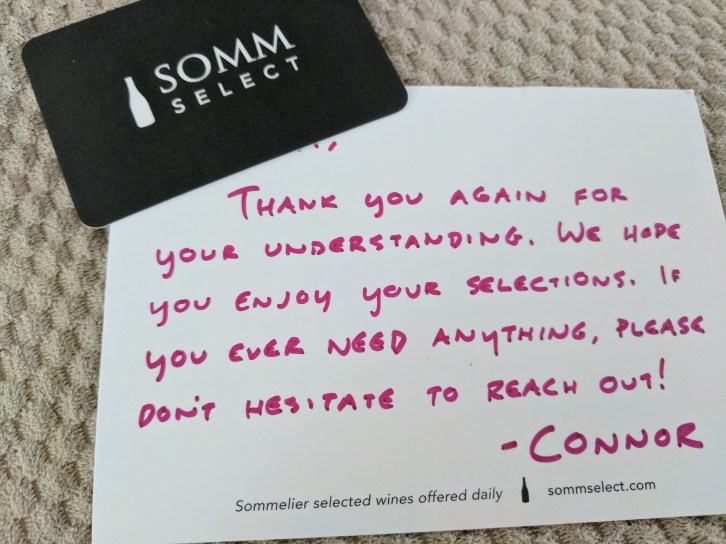 SOMM
SELECT
THANK YOU AGAIN FOR
YOUR UNDERSTANDING. WE HOPE
YOU ENJOY YOUR SELECTIONS. IF
YOU EVER NEED ANYTHING, PLEASE
DON'T HESITATE TO REACH OUT!
- CONNOR
Sommelier selected wines offered daily sommselect.com